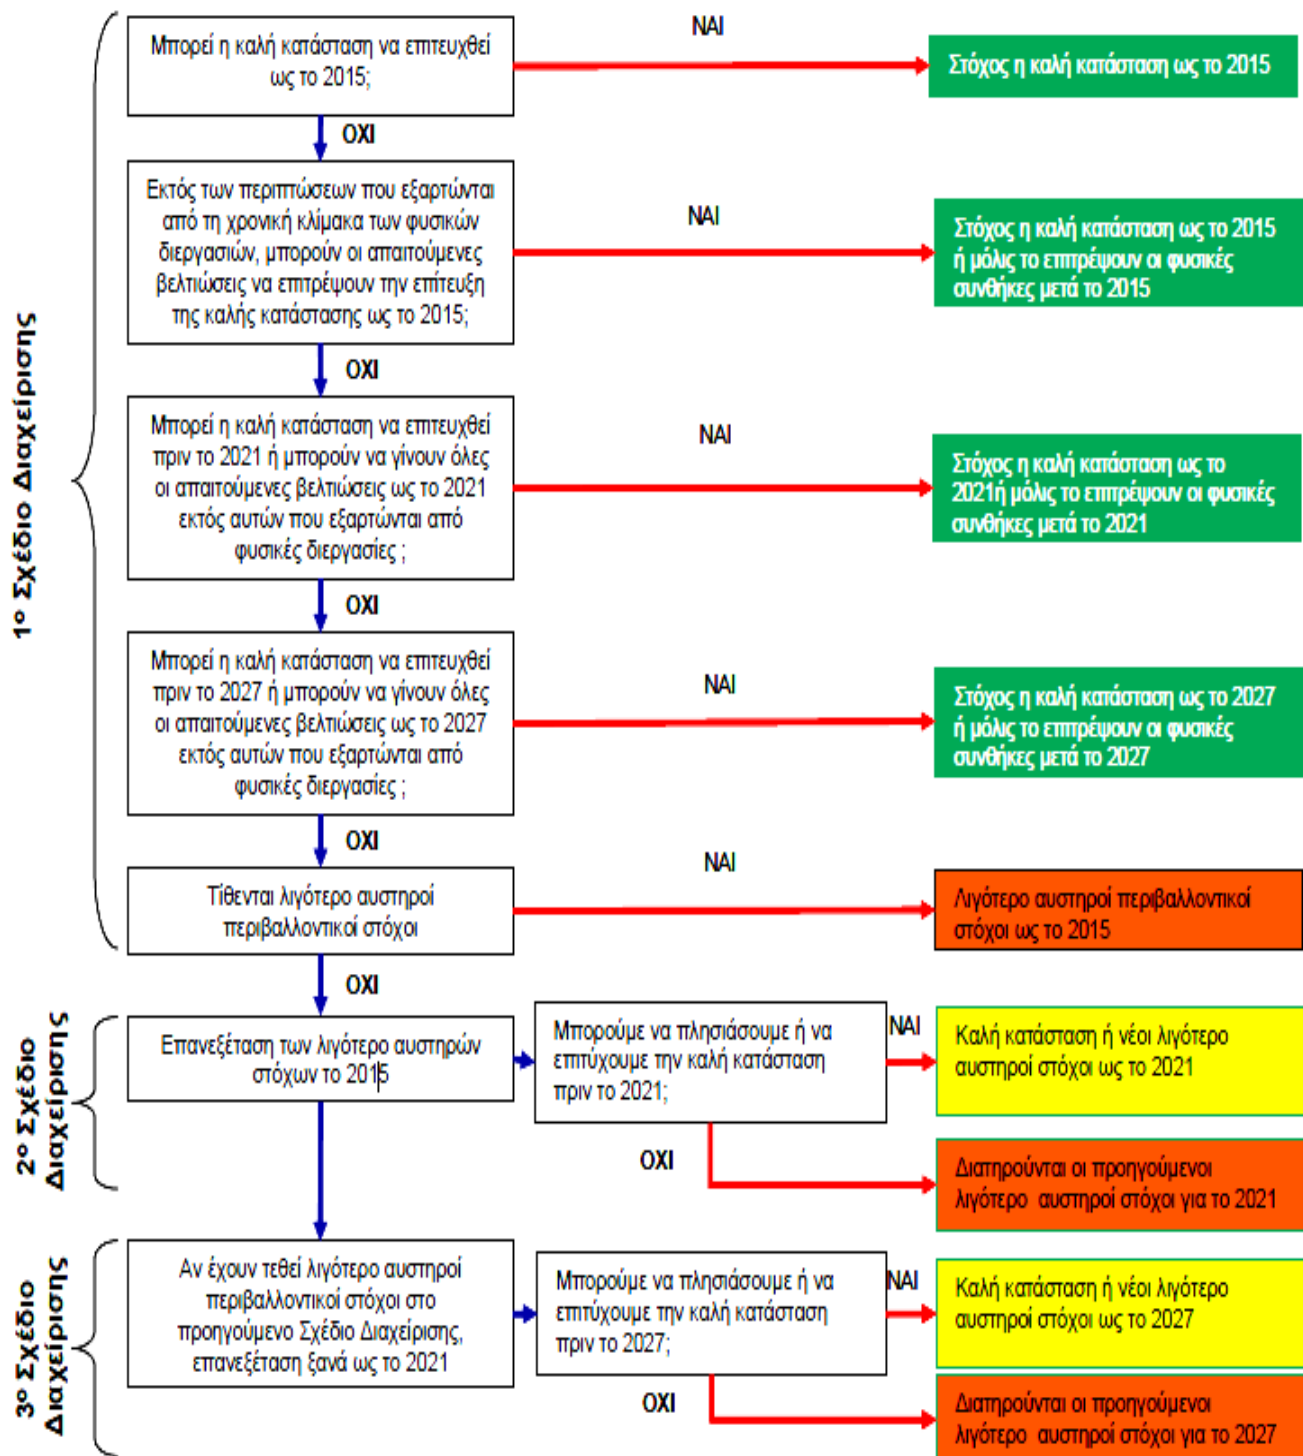 1º Σχέδιο Διαχείρισης
Μπορεί η καλή κατάσταση να επιτευχθεί
ως το 2015;
ΝΑΙ
Στόχος η καλή κατάσταση ως το 2015
ΟΧΙ
Εκτός των περιπτώσεων που εξαρτώνται
από τη χρονική κλίμακα των φυσικών
διεργασιών, μπορούν οι απαιτούμενες
βελτιώσεις να επιτρέψουν την επίτευξη
της καλής κατάστασης ως το 2015;
ΝΑΙ
Στόχος η καλή κατάσταση ως το 2015
ή μόλις το επιτρέψουν οι φυσικές
συνθήκες μετά το 2015
ΟΧΙ
Μπορεί η καλή κατάσταση να επιτευχθεί
πριν το 2021 ή μπορούν να γίνουν όλες
οι απαιτούμενες βελτιώσεις ως το 2021
εκτός αυτών που εξαρτώνται από
φυσικές διεργασίες ;
ΝΑΙ
Στόχος η καλή κατάσταση ως το
2021ή μόλις το επιτρέψουν οι φυσικές
συνθήκες μετά το 2021
ΟΧΙ
Μπορεί η καλή κατάσταση να επιτευχθεί
πριν το 2027 ή μπορούν να γίνουν όλες
οι απαιτούμενες βελτιώσεις ως το 2027
εκτός αυτών που εξαρτώνται από
φυσικές διεργασίες ;
ΝΑΙ
Στόχος η καλή κατάσταση ως το 2027
ή μόλις το επιτρέψουν οι φυσικές
συνθήκες μετά το 2027
ΟΧΙ
Τίθενται λιγότερο αυστηροί
περιβαλλοντικοί στόχοι
ΝΑΙ
Λιγότερο αυστηροί περιβαλλοντικοί
στόχοι ως το 2015
ΟΧΙ
2º Σχέδιο
Διαχείρισης
Επανεξέταση των λιγότερο αυστηρών
στόχων το 2015
Μπορούμε να πλησιάσουμε ή να
επιτύχουμε την καλή κατάσταση
πριν το 2021;
ΝΑΙ
Καλή κατάσταση ή νέοι λιγότερο
αυστηροί στόχοι ως το 2021
ΟΧΙ
Διατηρούνται οι προηγούμενοι
λιγότερο αυστηροί στόχοι για το 2021
3º Σχέδιο
Διαχείρισης
Αν έχουν τεθεί λιγότερο αυστηροί
περιβαλλοντικοί στόχοι στο
προηγούμενο Σχέδιο Διαχείρισης,
επανεξέταση ξανά ως το 2021
Μπορούμε να πλησιάσουμε ή να
επιτύχουμε την καλή κατάσταση
πριν το 2027;
ΝΑΙ
Καλή κατάσταση ή νέοι λιγότερο
αυστηροί στόχοι ως το 2027
ΟΧΙ
Διατηρούνται οι προηγούμενοι
λιγότερο αυστηροί στόχοι για το 2027